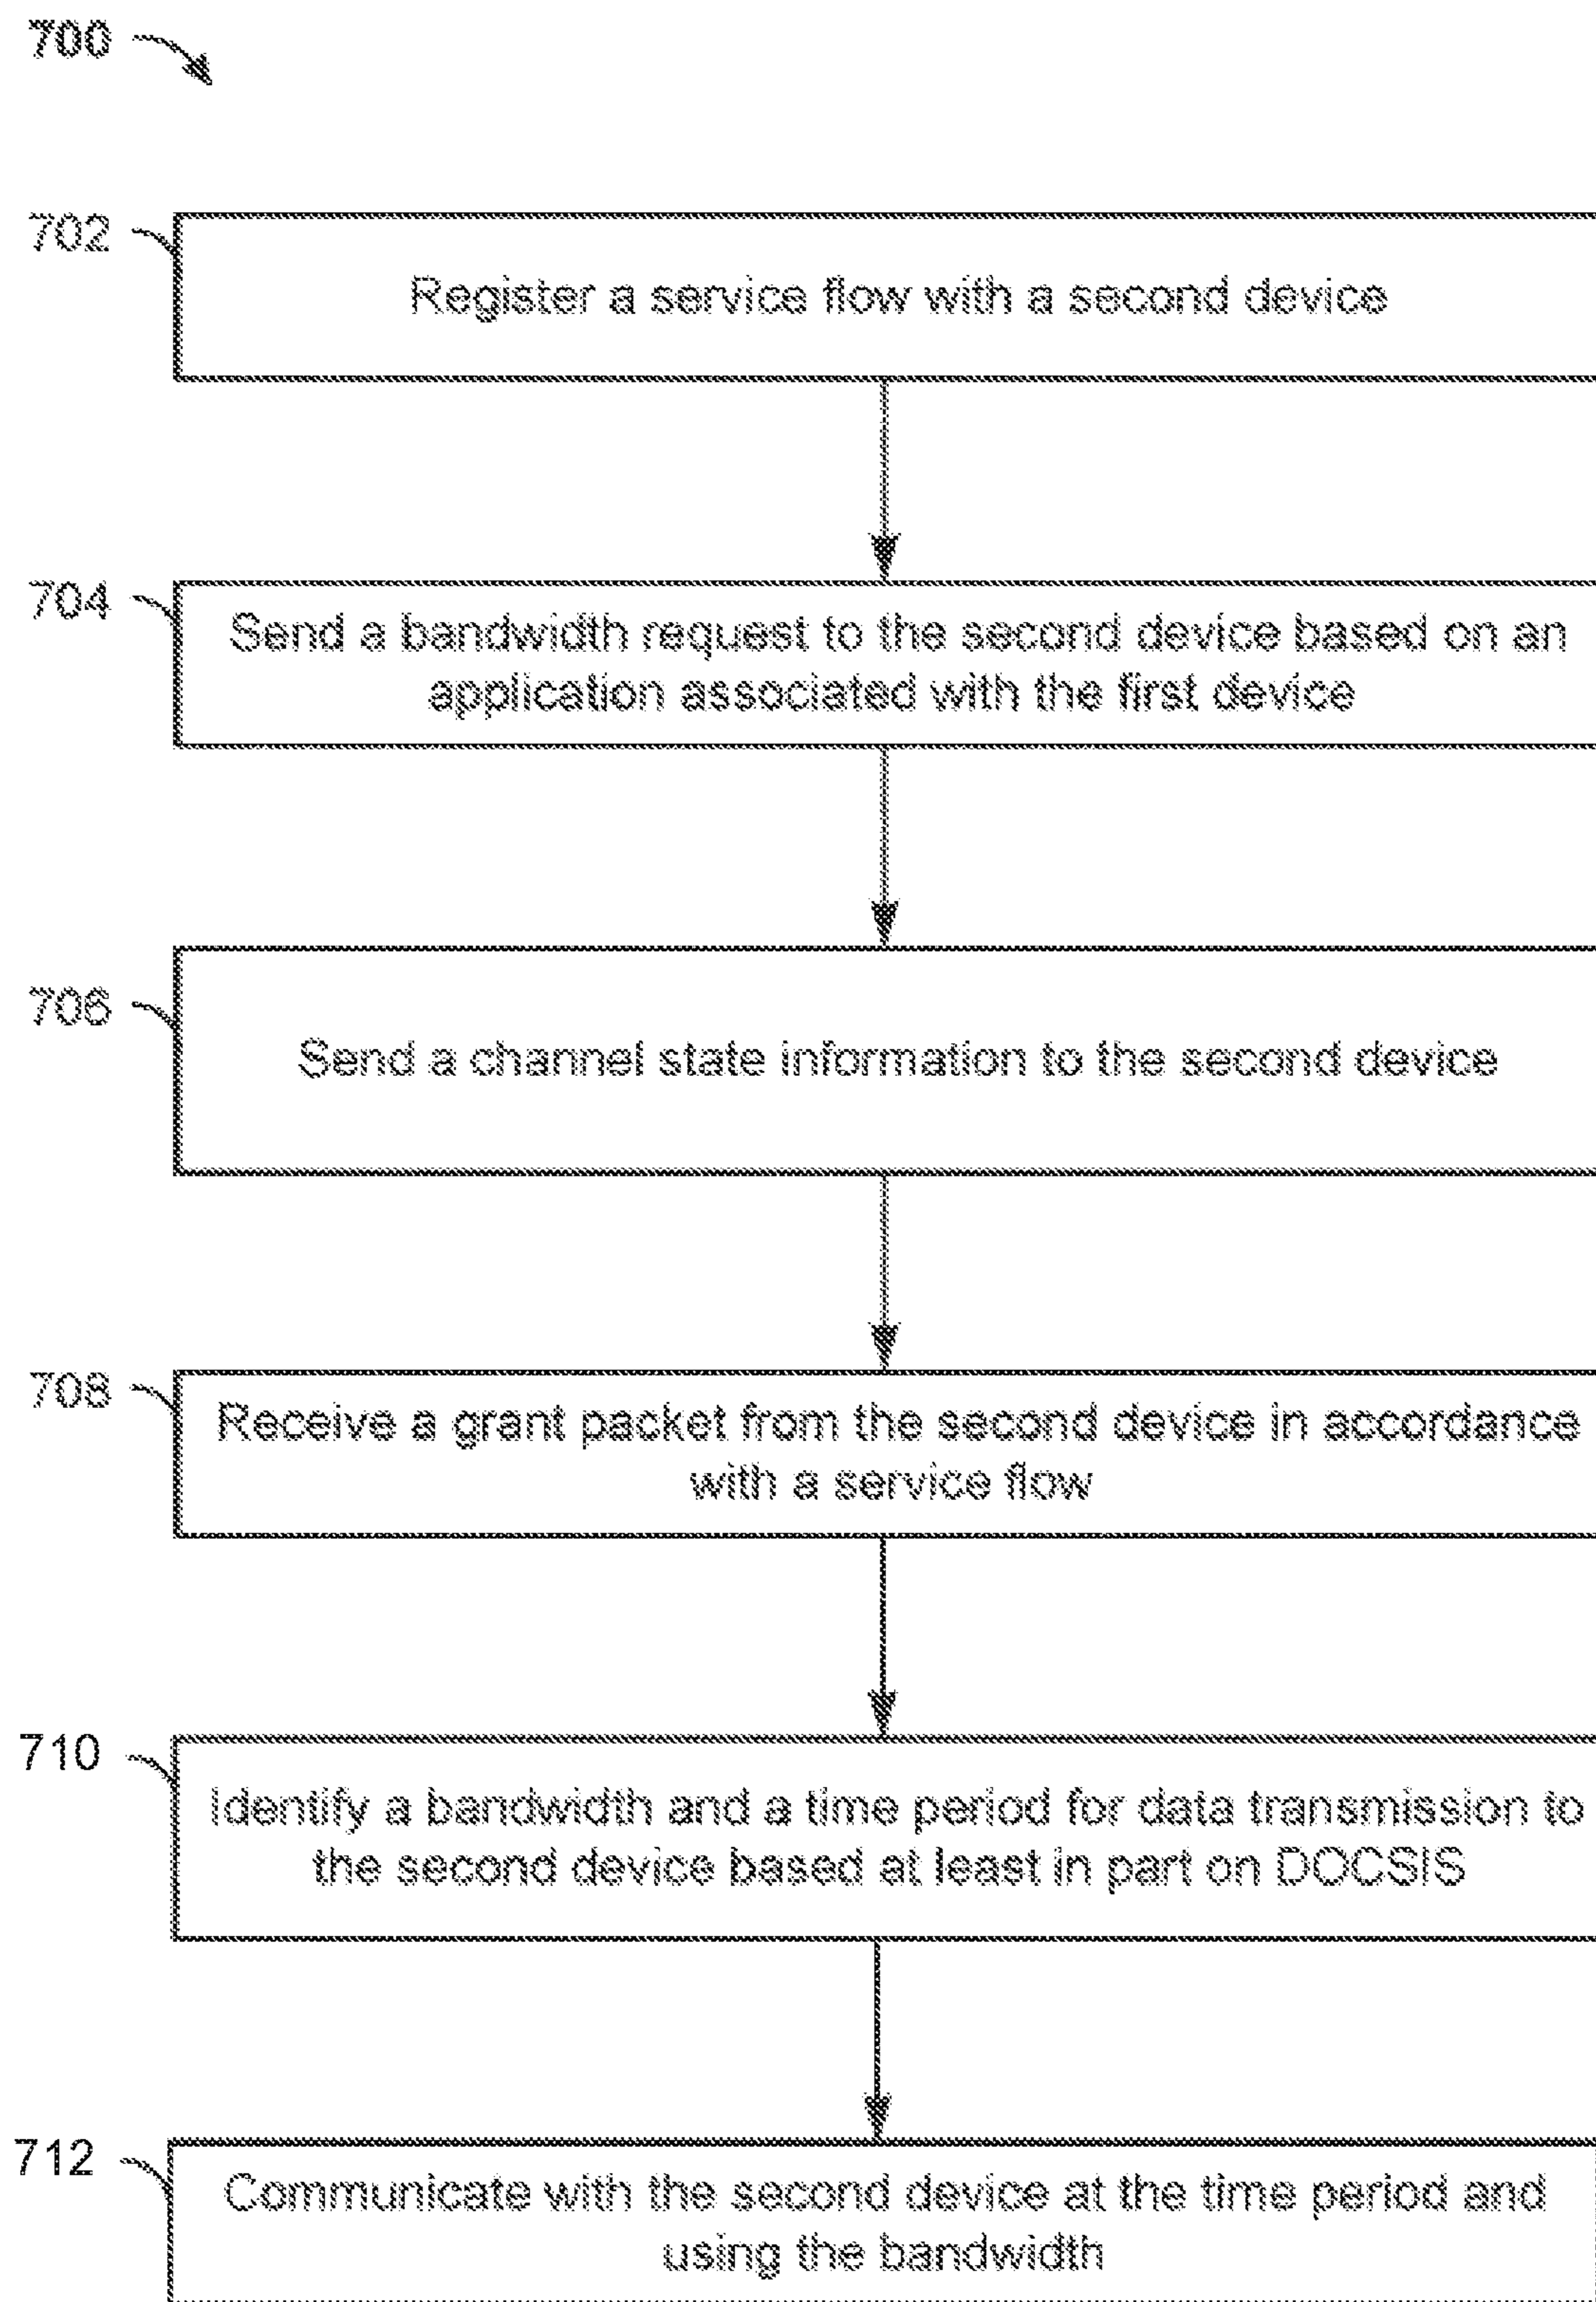 700
702
Register a service flow with a second device
704
Send a bandwidth request to the second device based on an
application associated with the first device
706
Send a channel state information to the second device
708
Receive a grant packet from the second device in accordance
with a service flow
710
Identify a bandwidth and a time period for data transmission to
the second device based at least in part on DOCSIS
712
Communicate with the second device at the time period and
using the bandwidth